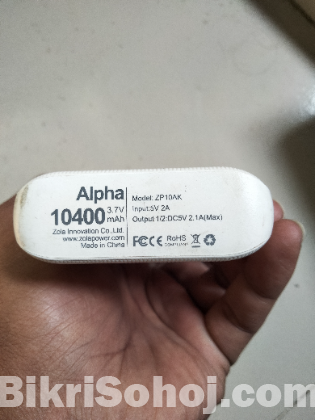 Alpha
10400 3.7V mAh
Zola Innovation Co.,Ltd.
www.zolapower.com
Made in China
Model: ZP10AK
Input:5V 2A
Output 1/2:DC5V 2.1A(Max)
FC CE RoHS
BikriSohoj.com